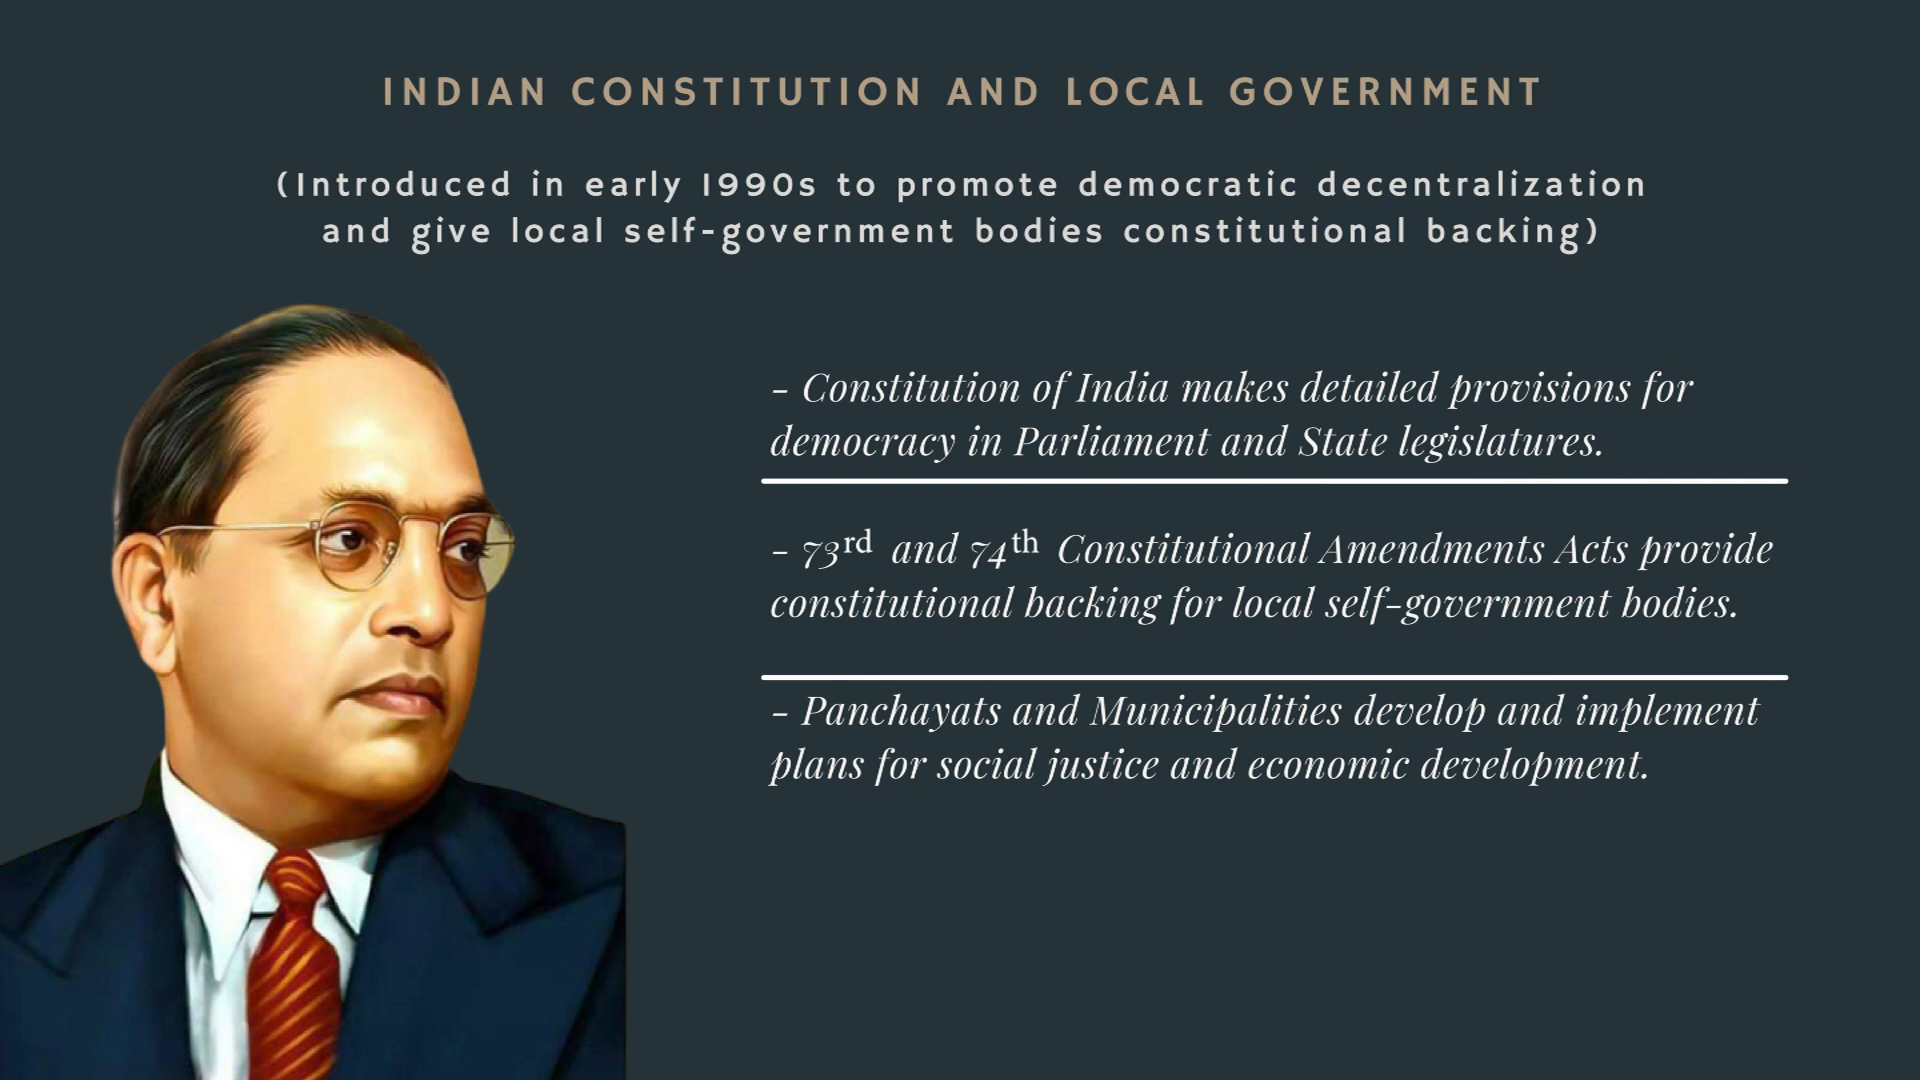 INDIAN CONSTITUTION AND LOCAL GOVERNMENT
(Introduced in early 1990s to promote democratic decentralization
and give local self-government bodies constitutional backing)
- Constitution of India makes detailed provisions for
democracy in Parliament and State legislatures.
- 73rd and 74th Constitutional Amendments Acts provide
constitutional backing for local self-government bodies.
- Panchayats and Municipalities develop and implement
plans for social justice and economic development.